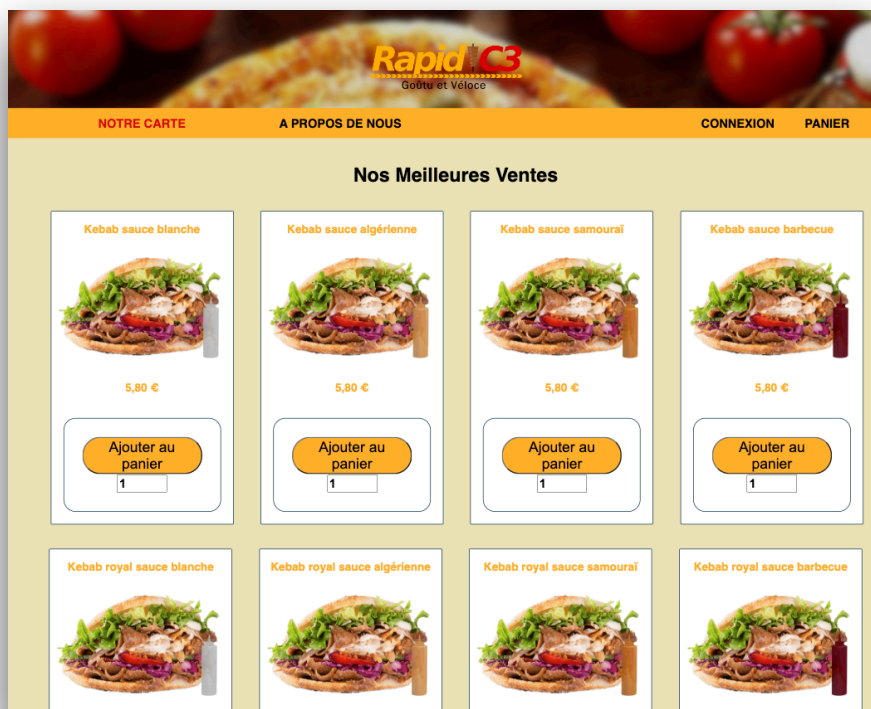 Rapid C3
Goûtu et Véloce
NOTRE CARTE A PROPOS DE NOUS CONNEXION PANIER
Nos Meilleures Ventes
Kebab sauce blanche Kebab sauce algérienne Kebab sauce samouraï Kebab sauce barbecue
5,80 € 5,80 € 5,80 € 5,80 €
Ajouter au Ajouter au Ajouter au Ajouter au
panier panier panier panier
1 1 1 1
Kebab royal sauce blanche Kebab royal sauce algérienne Kebab royal sauce samouraï Kebab royal sauce barbecue